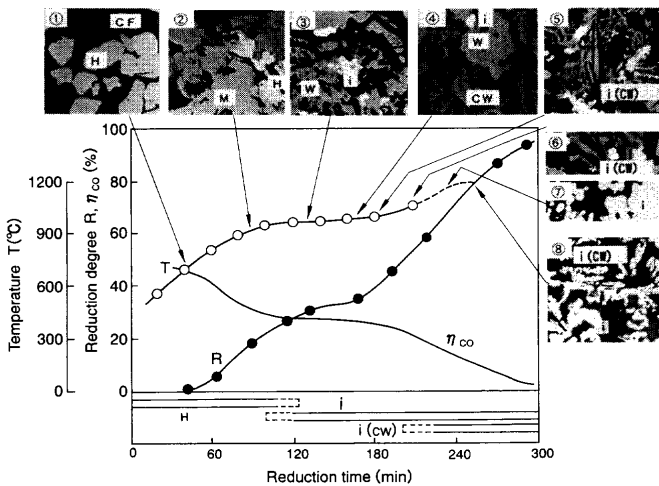 ① CF H
② H M
③ W i
④ i W CW
⑤ i (CW)
⑥ i (CW)
⑦ i
⑧ i (CW)
Temperature T(℃)
1200
900
600
300
0
Reduction degree R, ηCO (%)
100
80
60
40
20
0
T
R
ηCO
i
H
i (CW)
0 60 120 180 240 300
Reduction time (min)